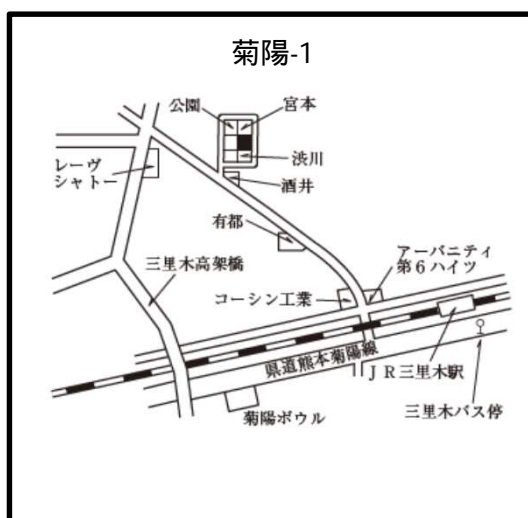 菊陽-1
公園
宮本
レーヴ
シャトー
渋川
酒井
有都
三里木高架橋
アーバニティ
第6ハイツ
コーシン工業
県道熊本菊陽線
JR三里木駅
三里木バス停
菊陽ボウル